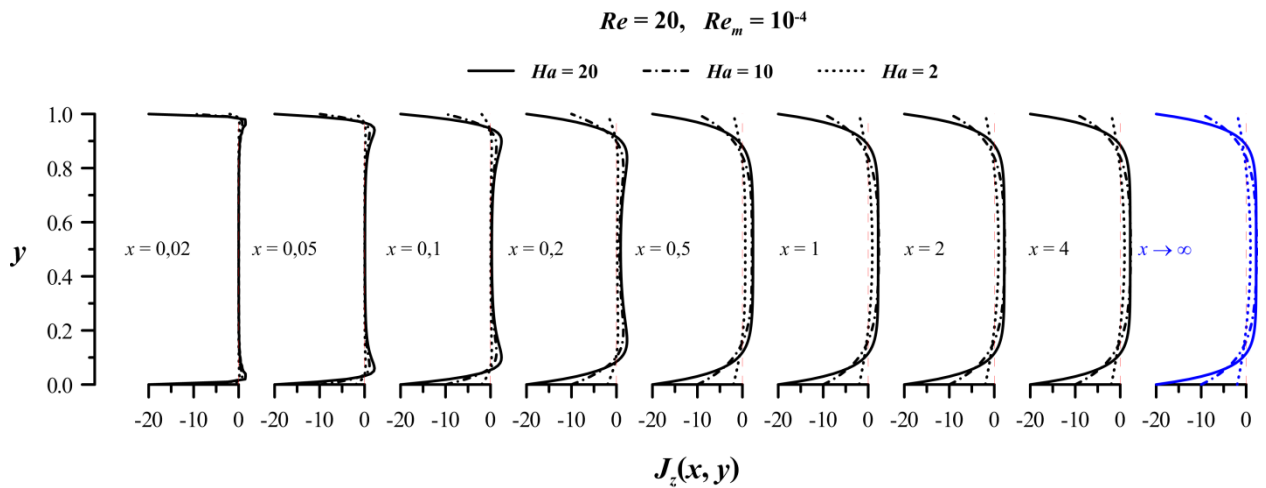 Re = 20, Re_m = 10^-4
Ha = 20 Ha = 10 Ha = 2
1.0
0.8
0.6
0.4
0.2
0.0
y
x = 0,02 x = 0,05 x = 0,1 x = 0,2 x = 0,5 x = 1 x = 2 x = 4 x → ∞
-20 -10 0 -20 -10 0 -20 -10 0 -20 -10 0 -20 -10 0 -20 -10 0 -20 -10 0 -20 -10 0 -20 -10 0
J_z(x, y)